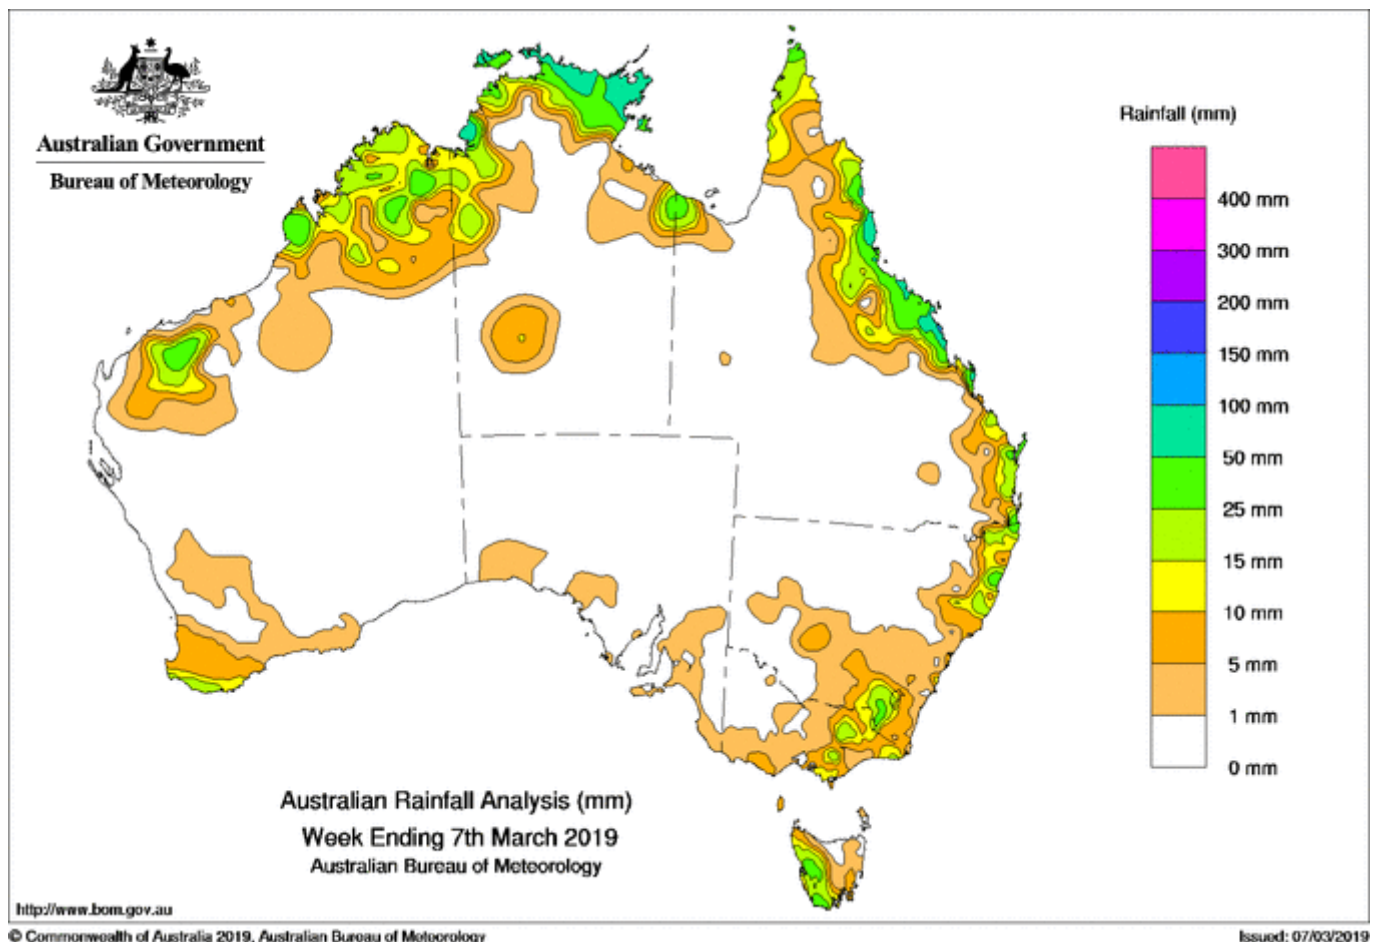 Australian Government
Bureau of Meteorology
Rainfall (mm)
400 mm
300 mm
200 mm
150 mm
100 mm
50 mm
25 mm
15 mm
10 mm
5 mm
1 mm
0 mm
Australian Rainfall Analysis (mm)
Week Ending 7th March 2019
Australian Bureau of Meteorology
http://www.bom.gov.au
© Commonwealth of Australia 2019, Australian Bureau of Meteorology
Issued: 07/03/2019